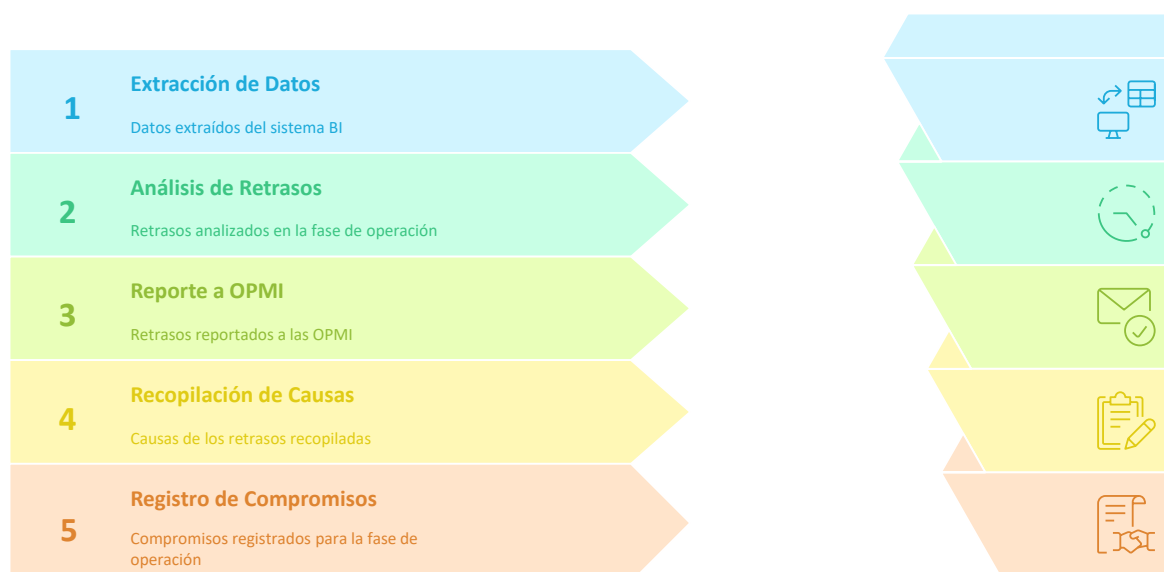 1
Extracción de Datos
Datos extraídos del sistema BI
2
Análisis de Retrasos
Retrasos analizados en la fase de operación
3
Reporte a OPMI
Retrasos reportados a las OPMI
4
Recopilación de Causas
Causas de los retrasos recopiladas
5
Registro de Compromisos
Compromisos registrados para la fase de
operación